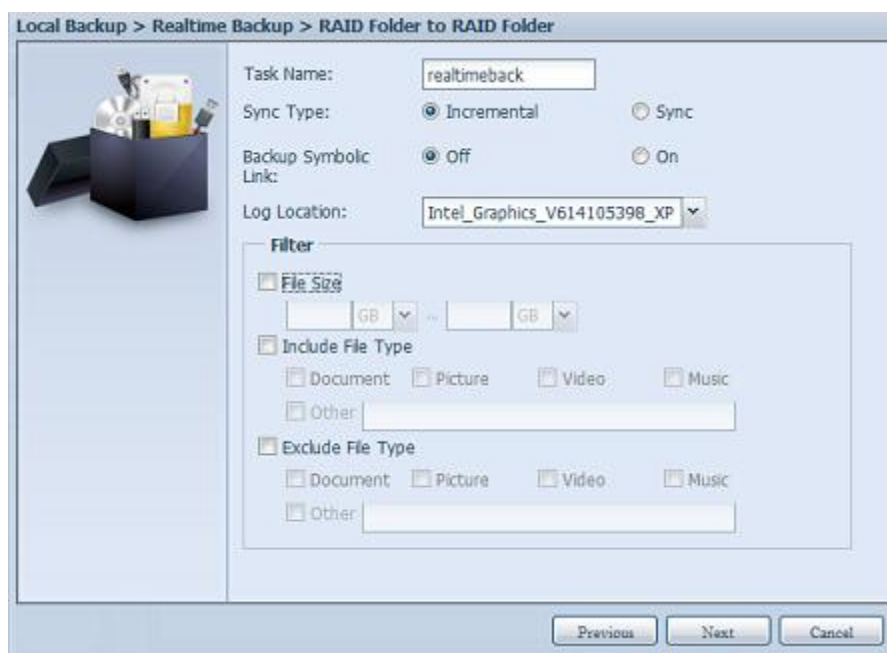 Local Backup > Realtime Backup > RAID Folder to RAID Folder
Task Name: realtimeback
Sync Type: Incremental Sync
Backup Symbolic Link: Off On
Log Location: Intel_Graphics_V614105398_XP
Filter
File Size
GB .. GB
Include File Type
Document Picture Video Music
Other
Exclude File Type
Document Picture Video Music
Other
Previous Next Cancel